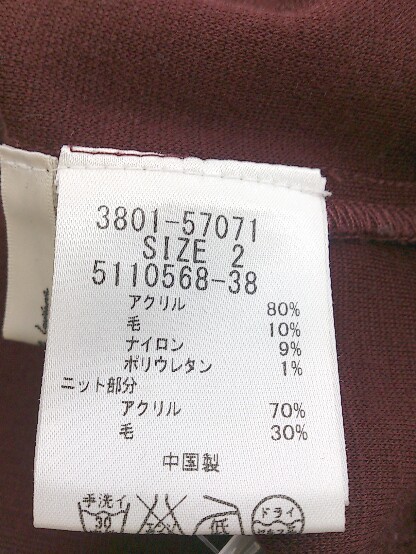 3801-57071
SIZE 2
5110568-38
アクリル 80%
毛 10%
ナイロン 9%
ポリウレタン 1%
ニット部分
アクリル 70%
毛 30%
中国製
手洗イ 30 低 ドライ